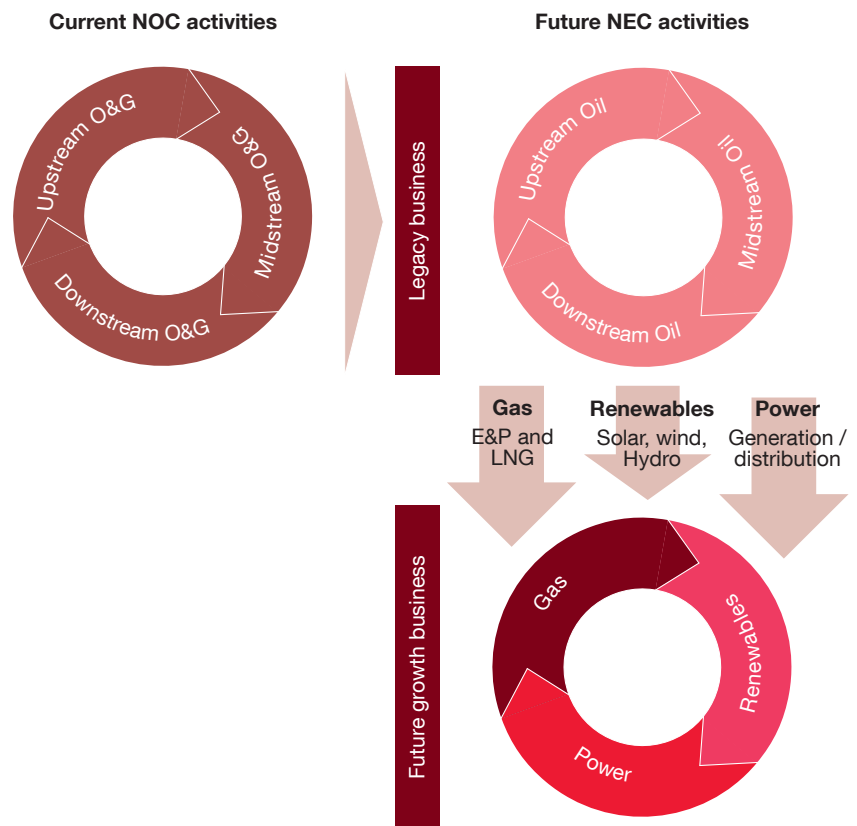 Current NOC activities
Future NEC activities
Upstream O&G
Midstream O&G
Downstream O&G
Legacy business
Upstream Oil
Midstream Oil
Downstream Oil
Gas
E&P and
LNG
Renewables
Solar, wind,
Hydro
Power
Generation /
distribution
Future growth business
Gas
Renewables
Power